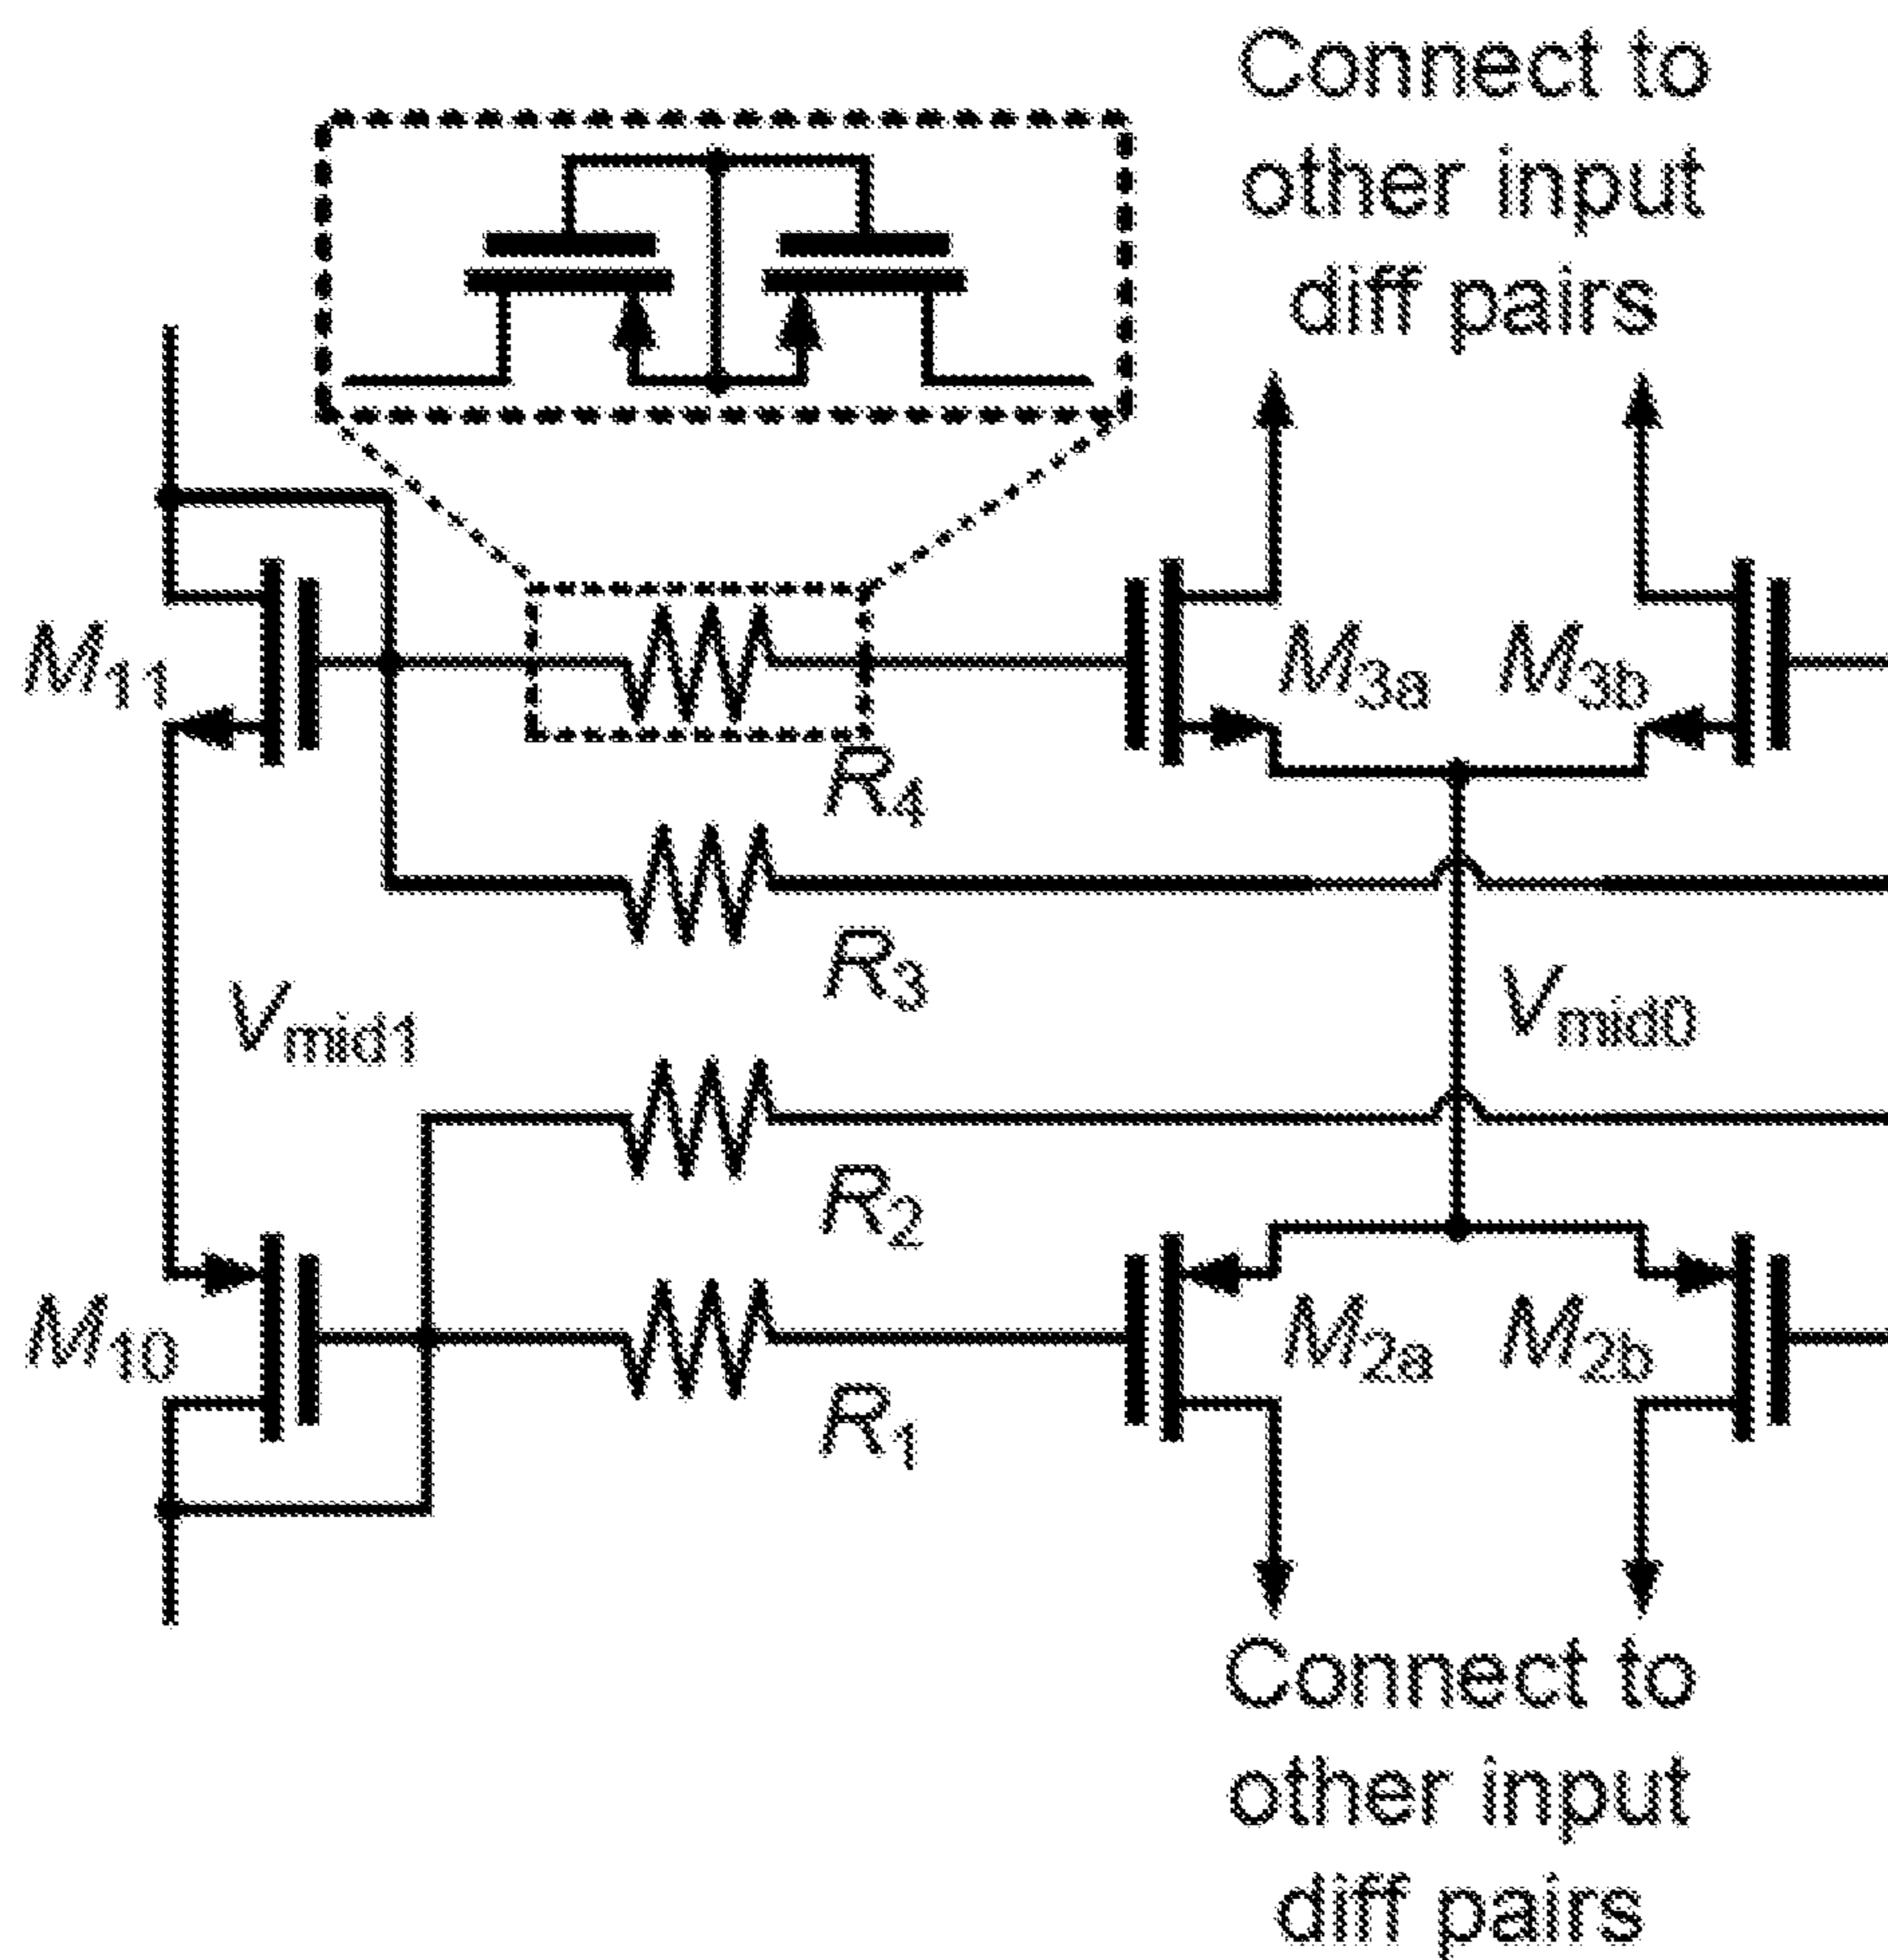 Connect to
other input
diff pairs
M11
M3a
M3b
R4
R3
Vmid1
Vmid0
R2
M10
M2a
M2b
R1
Connect to
other input
diff pairs